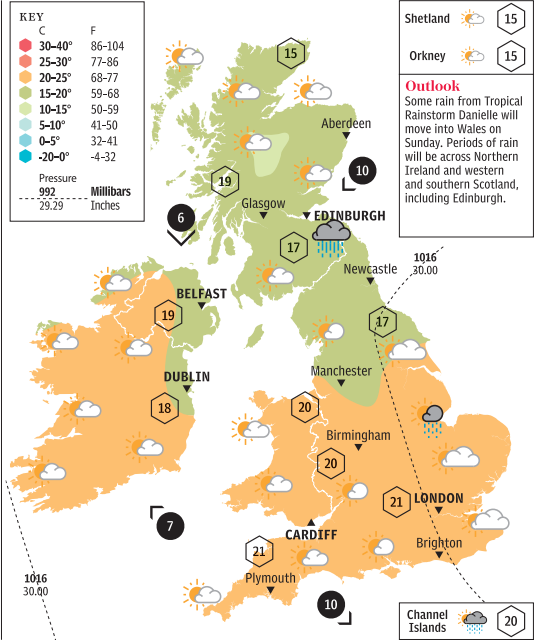 KEY
C F
30–40° 86-104
25–30° 77-86
20–25° 68-77
15–20° 59-68
10–15° 50-59
5–10° 41-50
0–5° 32-41
-20–0° -4-32
Pressure
992 Millibars
29.29 Inches
Shetland 15
Orkney 15
Outlook
Some rain from Tropical
Rainstorm Danielle will
move into Wales on
Sunday. Periods of rain
will be across Northern
Ireland and western
and southern Scotland,
including Edinburgh.
15
Aberdeen
10
19
Glasgow
6
EDINBURGH
17
1016
30.00
Newcastle
BELFAST
19
17
Manchester
DUBLIN
18
20
Birmingham
20
21
LONDON
7
CARDIFF
21
Brighton
Plymouth
1016
30.00
10
Channel
Islands
20